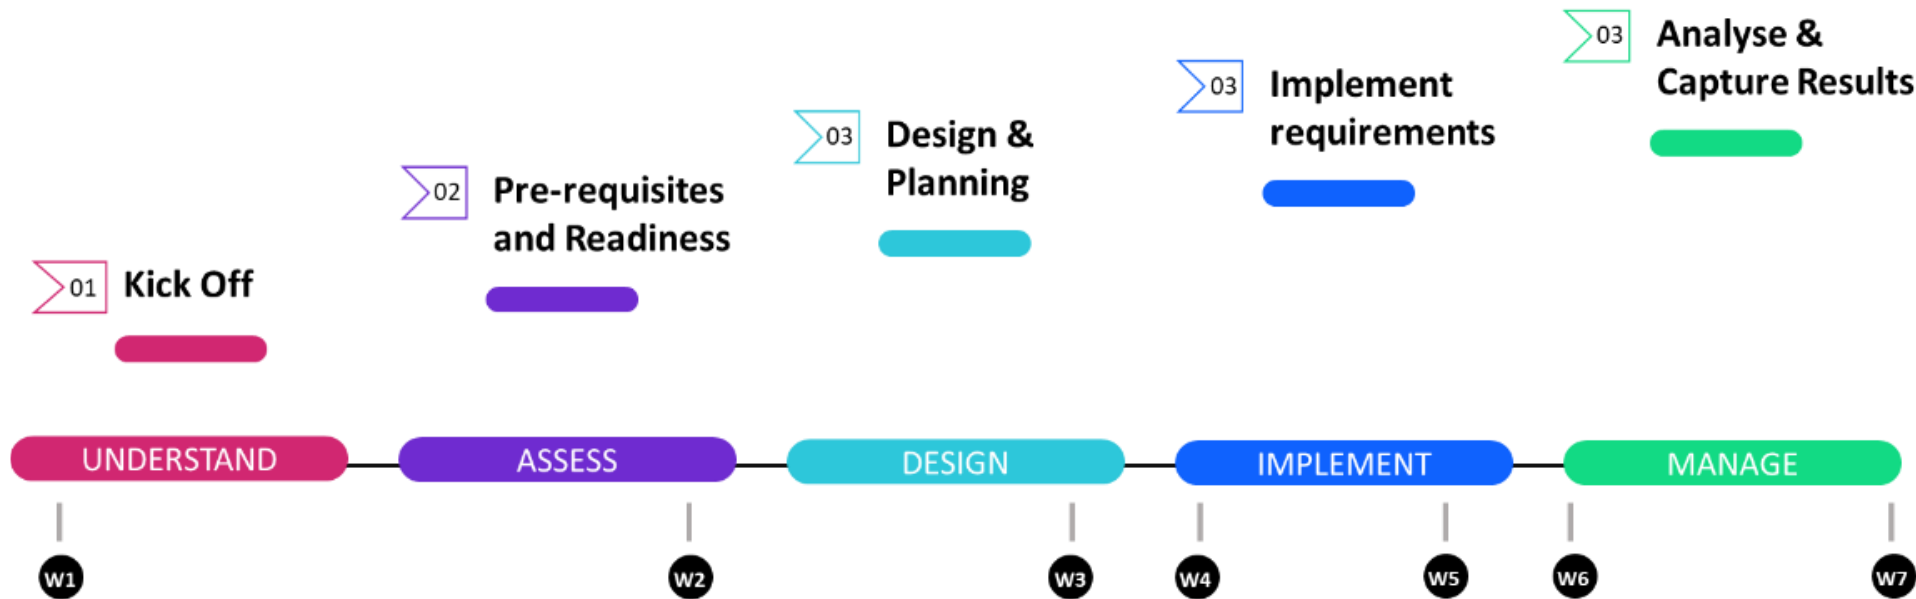 01
Kick Off
02
Pre-requisites
and Readiness
03
Design &
Planning
03
Implement
requirements
03
Analyse &
Capture Results
UNDERSTAND
ASSESS
DESIGN
IMPLEMENT
MANAGE
W1
W2
W3
W4
W5
W6
W7